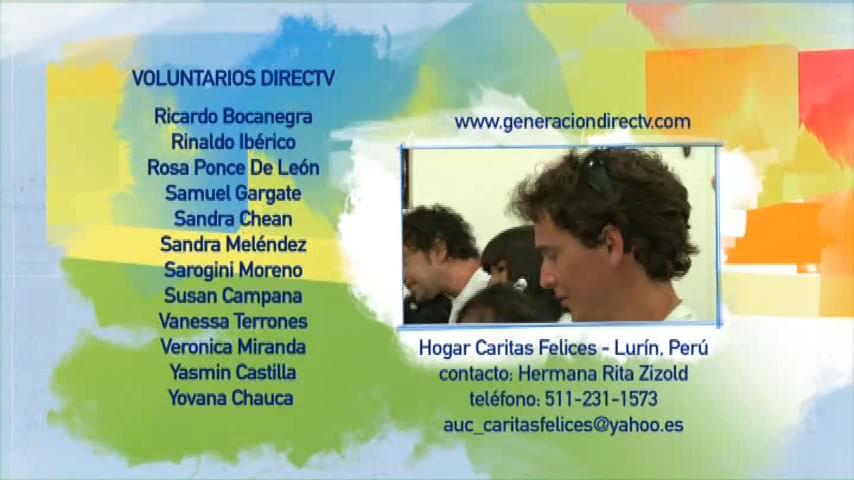 VOLUNTARIOS DIRECTV
Ricardo Bocanegra
Rinaldo Ibérico
Rosa Ponce De León
Samuel Gargate
Sandra Chean
Sandra Meléndez
Sarogini Moreno
Susan Campana
Vanessa Terrones
Veronica Miranda
Yasmin Castilla
Yovana Chauca
www.generaciondirectv.com
Hogar Caritas Felices - Lurín, Perú
contacto: Hermana Rita Zizold
teléfono: 511-231-1573
auc_caritasfelices@yahoo.es